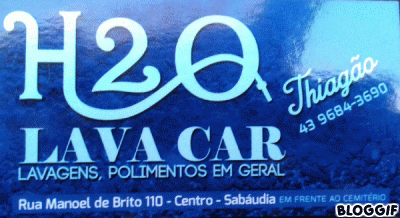 H2O
Thiagão
43 9684-3690
LAVA CAR
LAVAGENS, POLIMENTOS EM GERAL
Rua Manoel de Brito 110 - Centro - Sabáudia EM FRENTE AO CEMITÉRIO
BLOGGIF